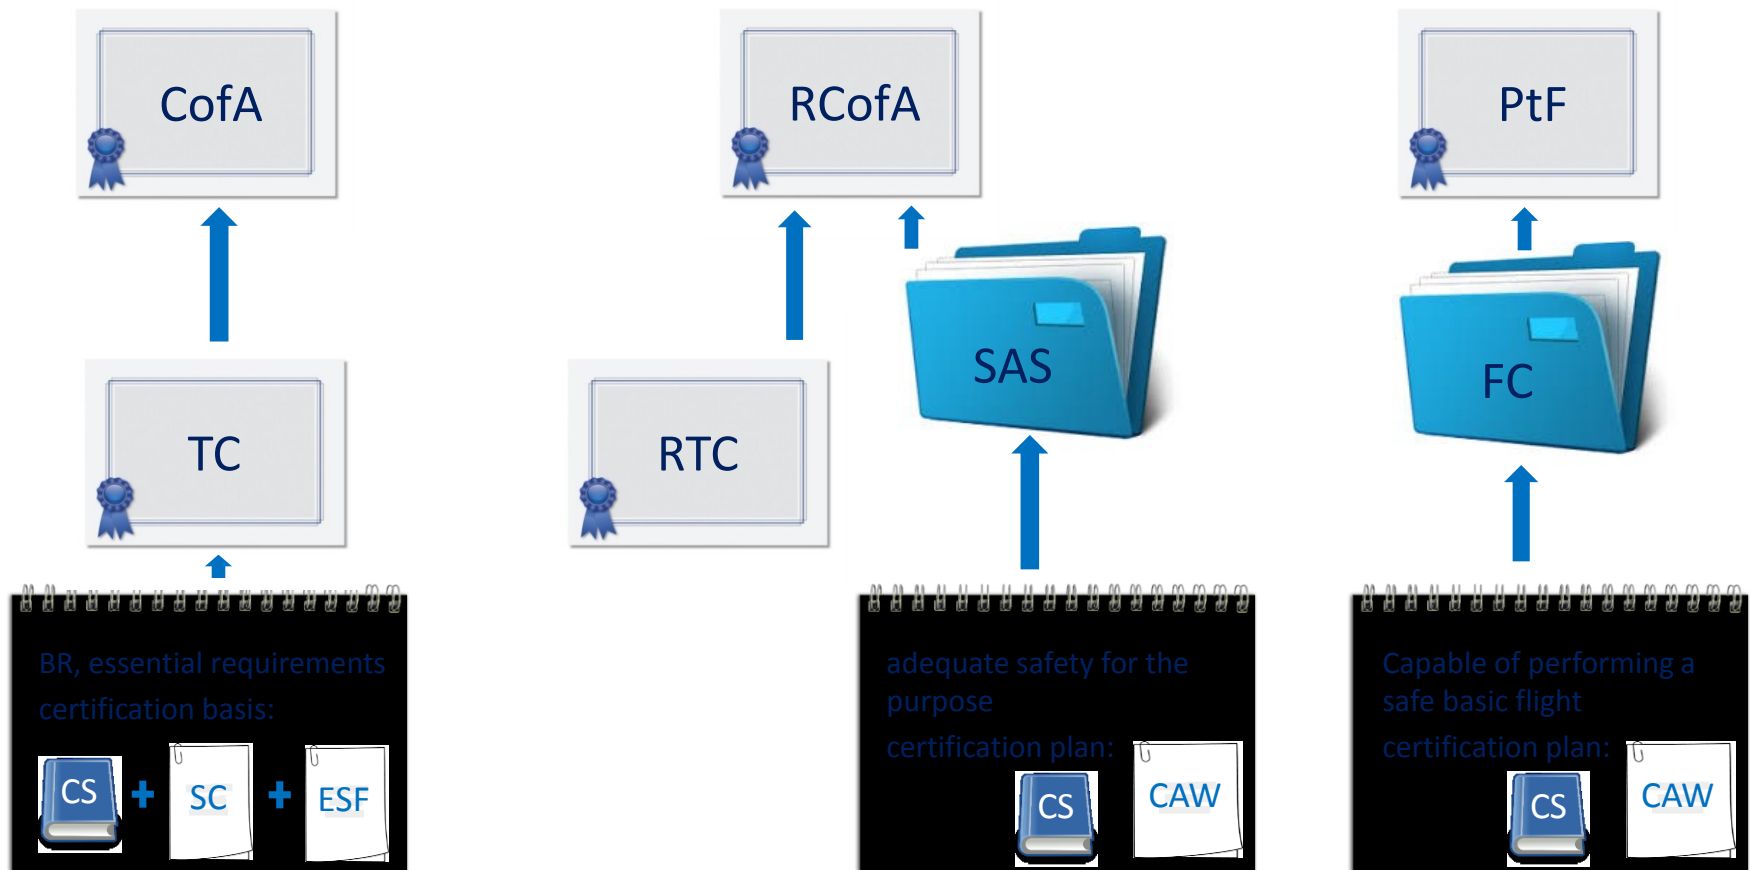 CofA
RCofA
PtF
TC
RTC
SAS
FC
BR, essential requirements
certification basis:
CS
SC
ESF
adequate safety for the
purpose
certification plan:
CS
CAW
Capable of performing a
safe basic flight
certification plan:
CS
CAW